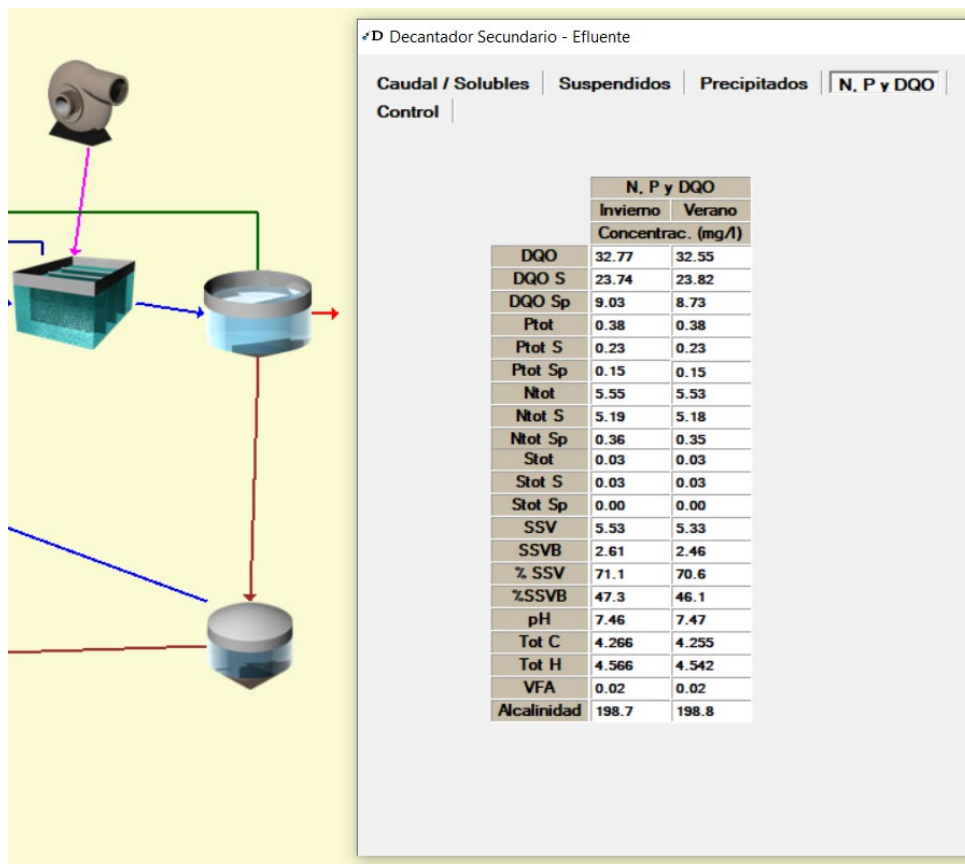 D Decantador Secundario - Efluente
Caudal / Solubles Suspendidos Precipitados N, P y DQO
Control
N, P y DQO
Invierno Verano
Concentrac. (mg/l)
DQO 32.77 32.55
DQO S 23.74 23.82
DQO Sp 9.03 8.73
Ptot 0.38 0.38
Ptot S 0.23 0.23
Ptot Sp 0.15 0.15
Ntot 5.55 5.53
Ntot S 5.19 5.18
Ntot Sp 0.36 0.35
Stot 0.03 0.03
Stot S 0.03 0.03
Stot Sp 0.00 0.00
SSV 5.53 5.33
SSVB 2.61 2.46
% SSV 71.1 70.6
%SSVB 47.3 46.1
pH 7.46 7.47
Tot C 4.266 4.255
Tot H 4.566 4.542
VFA 0.02 0.02
Alcalinidad 198.7 198.8